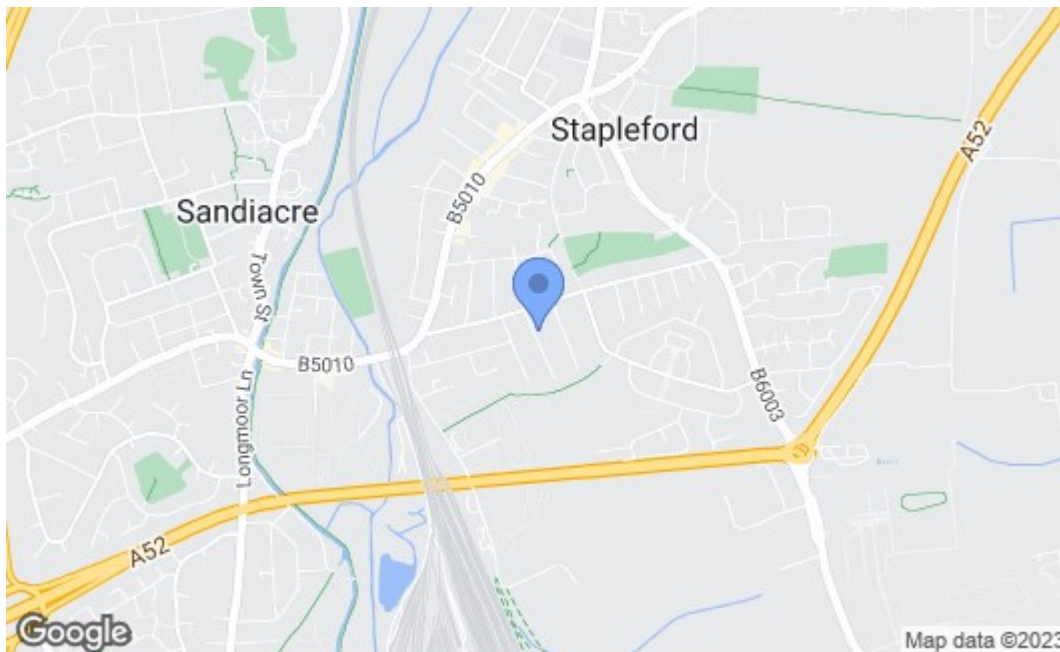 Stapleford
A52
B5010
Sandiacre
Town St
B5010
Longmoor Ln
B6003
A52
Google
Map data ©2023